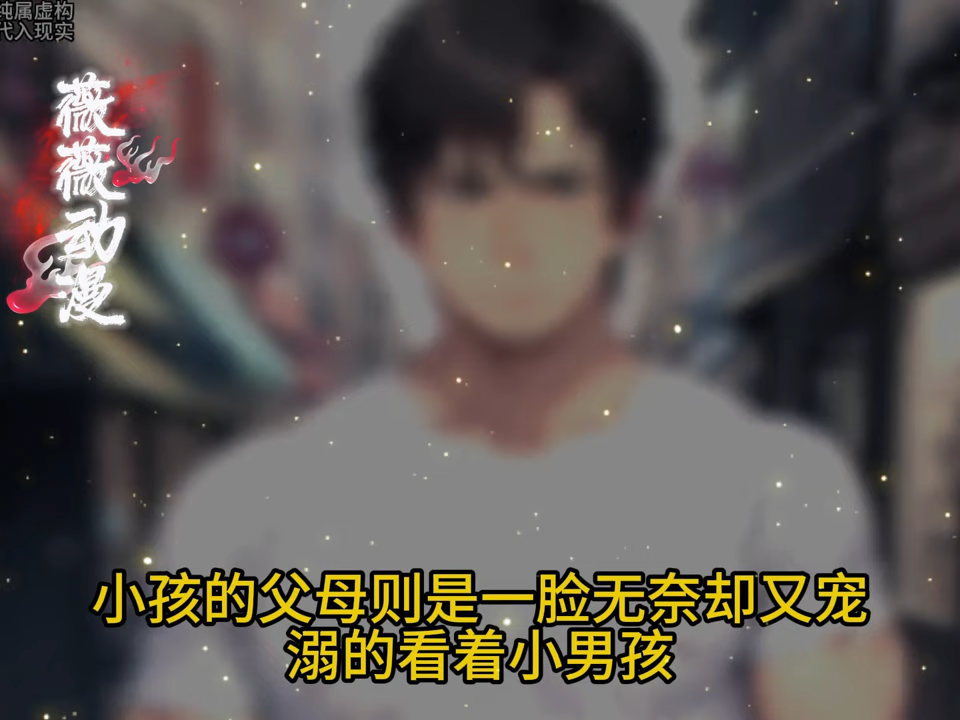 纯属虚构
代入现实
薇薇动漫
小孩的父母则是一脸无奈却又宠
溺的看着小男孩